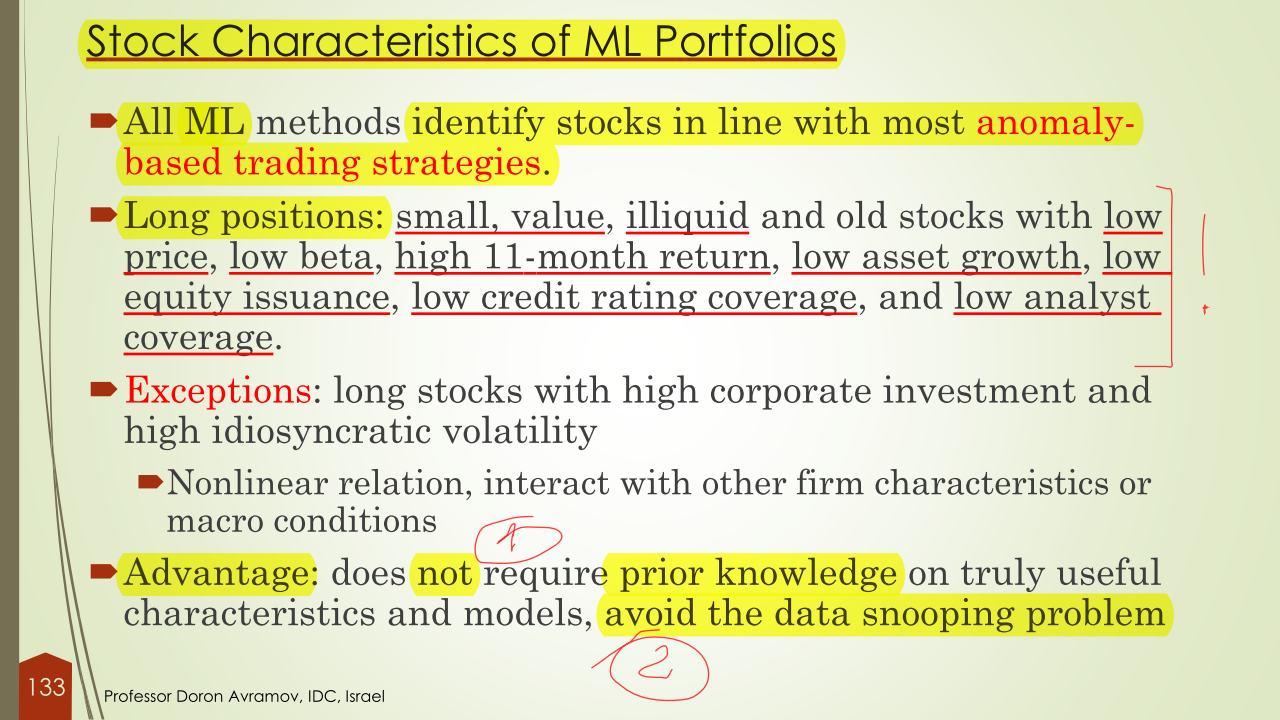 Stock Characteristics of ML Portfolios
All ML methods identify stocks in line with most anomaly-
based trading strategies.
Long positions: small, value, illiquid and old stocks with low
price, low beta, high 11-month return, low asset growth, low
equity issuance, low credit rating coverage, and low analyst
coverage.
Exceptions: long stocks with high corporate investment and
high idiosyncratic volatility
Nonlinear relation, interact with other firm characteristics or
macro conditions
1
Advantage: does not require prior knowledge on truly useful
characteristics and models, avoid the data snooping problem
2
133
Professor Doron Avramov, IDC, Israel